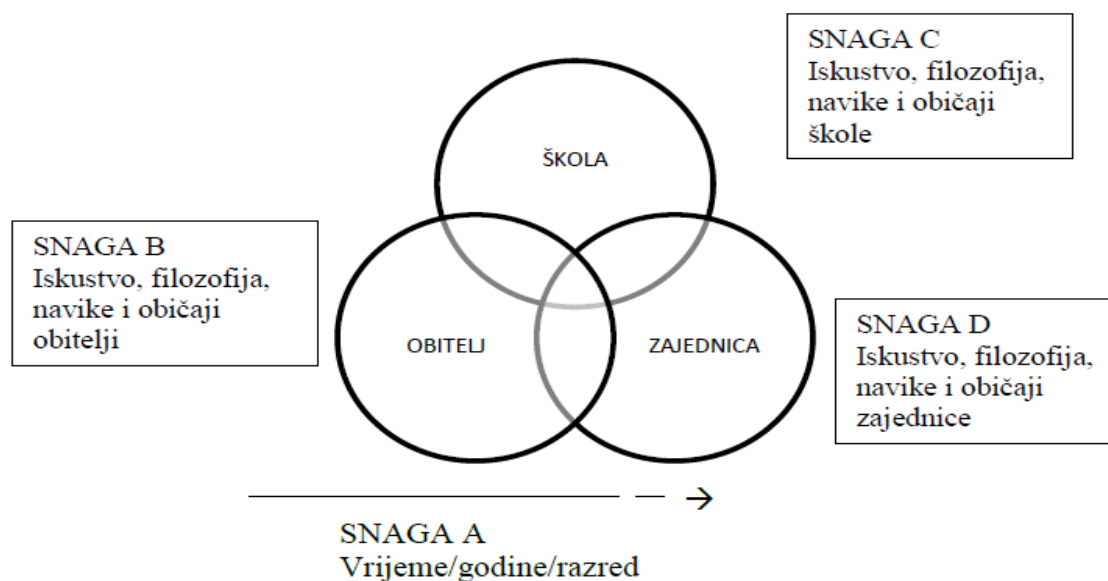 SNAGA C
Iskustvo, filozofija,
navike i običaji
škole
ŠKOLA
SNAGA B
Iskustvo, filozofija,
navike i običaji
obitelji
OBITELJ
ZAJEDNICA
SNAGA D
Iskustvo, filozofija,
navike i običaji
zajednice
SNAGA A
Vrijeme/godine/razred